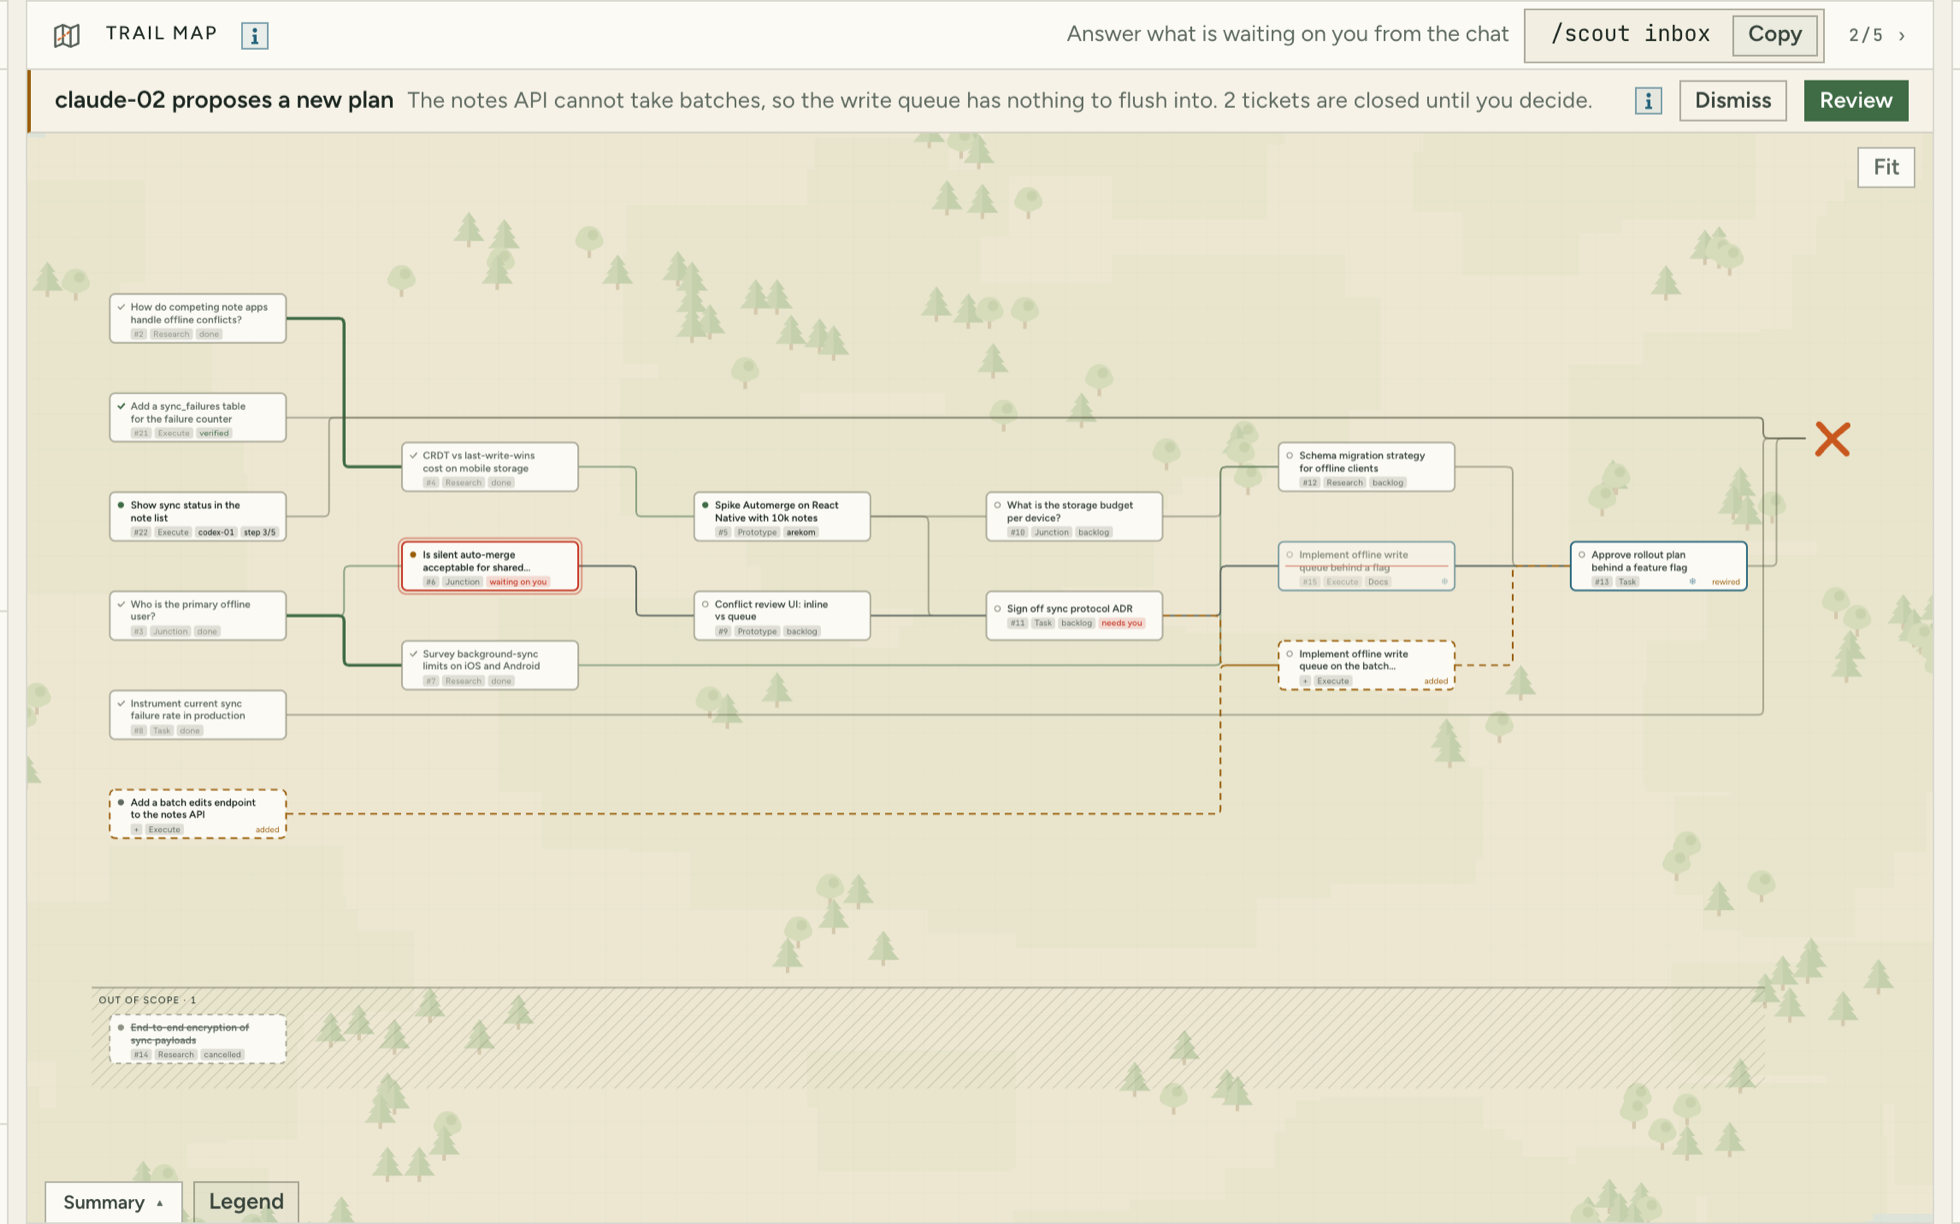 TRAIL MAP
i
Answer what is waiting on you from the chat
/scout inbox
Copy
2/5 ›
claude-02 proposes a new plan
The notes API cannot take batches, so the write queue has nothing to flush into. 2 tickets are closed until you decide.
i
Dismiss
Review
Fit
How do competing note apps
handle offline conflicts?
#2 Research done
Add a sync_failures table
for the failure counter
#21 Execute verified
Show sync status in the
note list
#22 Execute codex-01 step 3/5
Who is the primary offline
user?
#3 Junction done
Instrument current sync
failure rate in production
#8 Task done
Add a batch edits endpoint
to the notes API
+ Execute added
CRDT vs last-write-wins
cost on mobile storage
#4 Research done
Is silent auto-merge
acceptable for shared...
#6 Junction waiting on you
Survey background-sync
limits on iOS and Android
#7 Research done
Spike Automerge on React
Native with 10k notes
#5 Prototype arekom
Conflict review UI: inline
vs queue
#9 Prototype backlog
What is the storage budget
per device?
#10 Junction backlog
Sign off sync protocol ADR
#11 Task backlog needs you
Schema migration strategy
for offline clients
#12 Research backlog
Implement offline write
queue behind a flag
#15 Execute Docs
Implement offline write
queue on the batch...
+ Execute added
Approve rollout plan
behind a feature flag
#13 Task rewired
OUT OF SCOPE · 1
End-to-end encryption of
sync payloads
#14 Research cancelled
Summary ▲
Legend